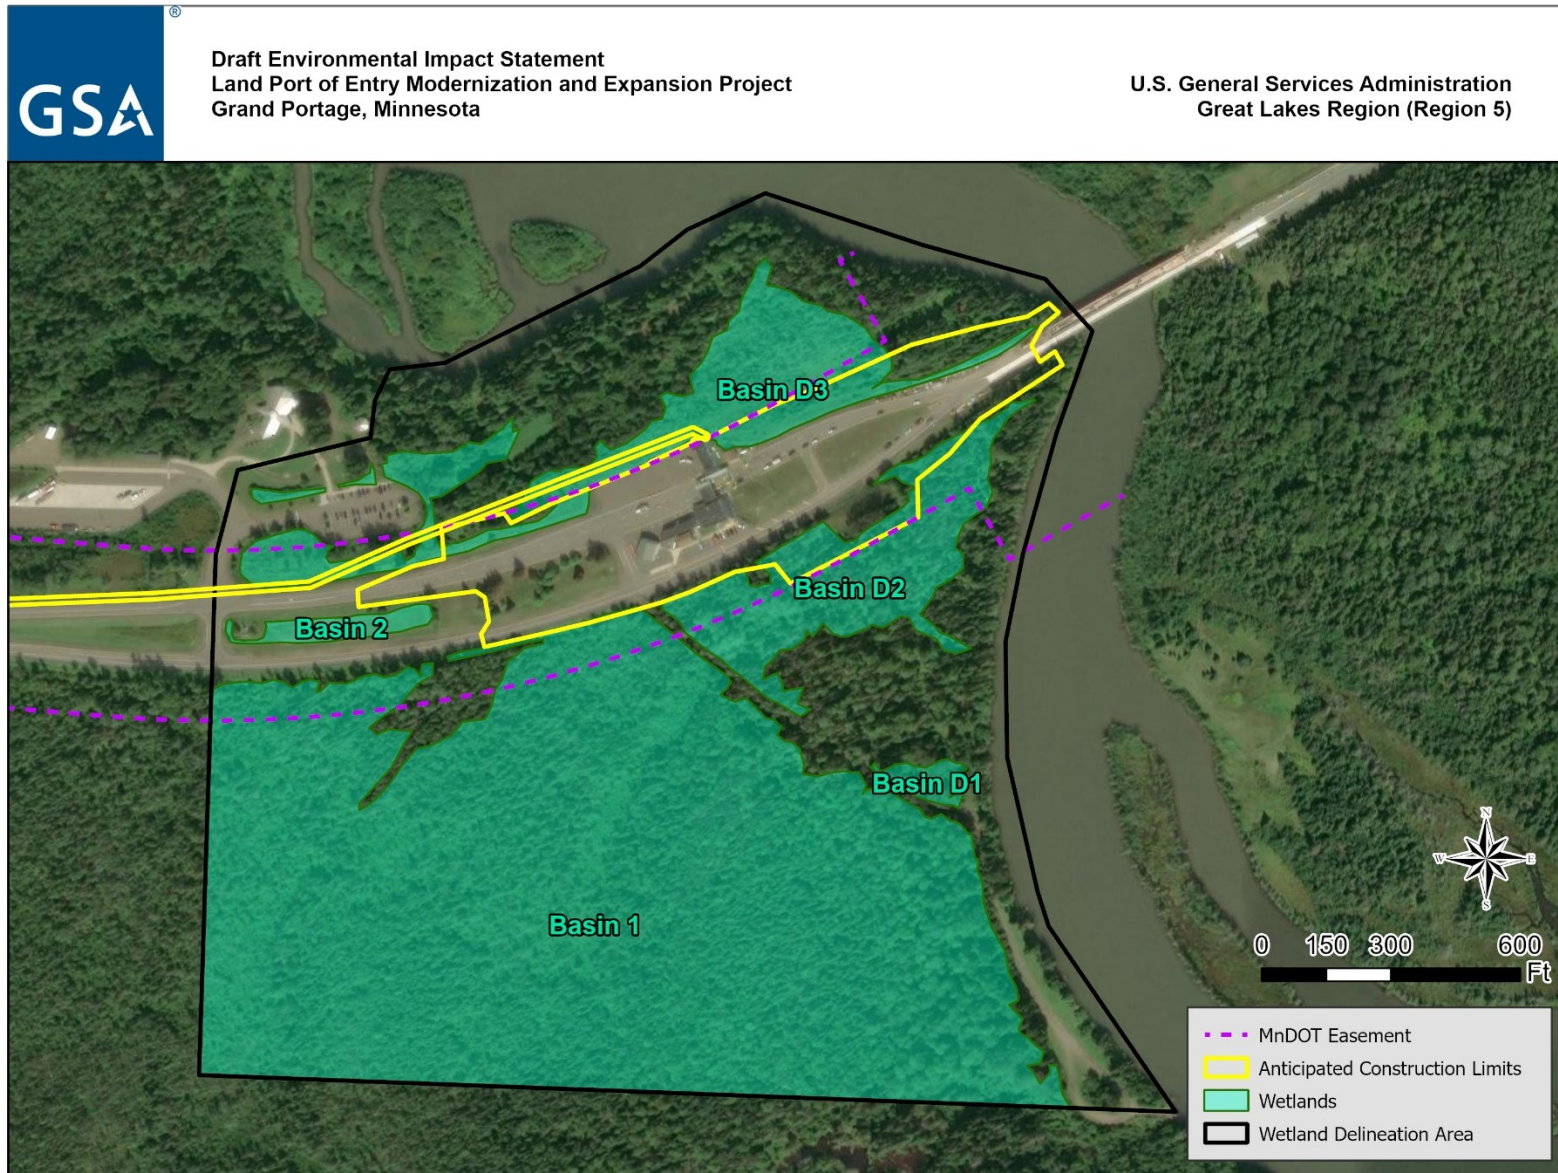 GSA
®
Draft Environmental Impact Statement
Land Port of Entry Modernization and Expansion Project
Grand Portage, Minnesota
U.S. General Services Administration
Great Lakes Region (Region 5)
Basin D3
Basin D2
Basin 2
Basin D1
Basin 1
N
W E
S
0 150 300 600
Ft
MnDOT Easement
Anticipated Construction Limits
Wetlands
Wetland Delineation Area